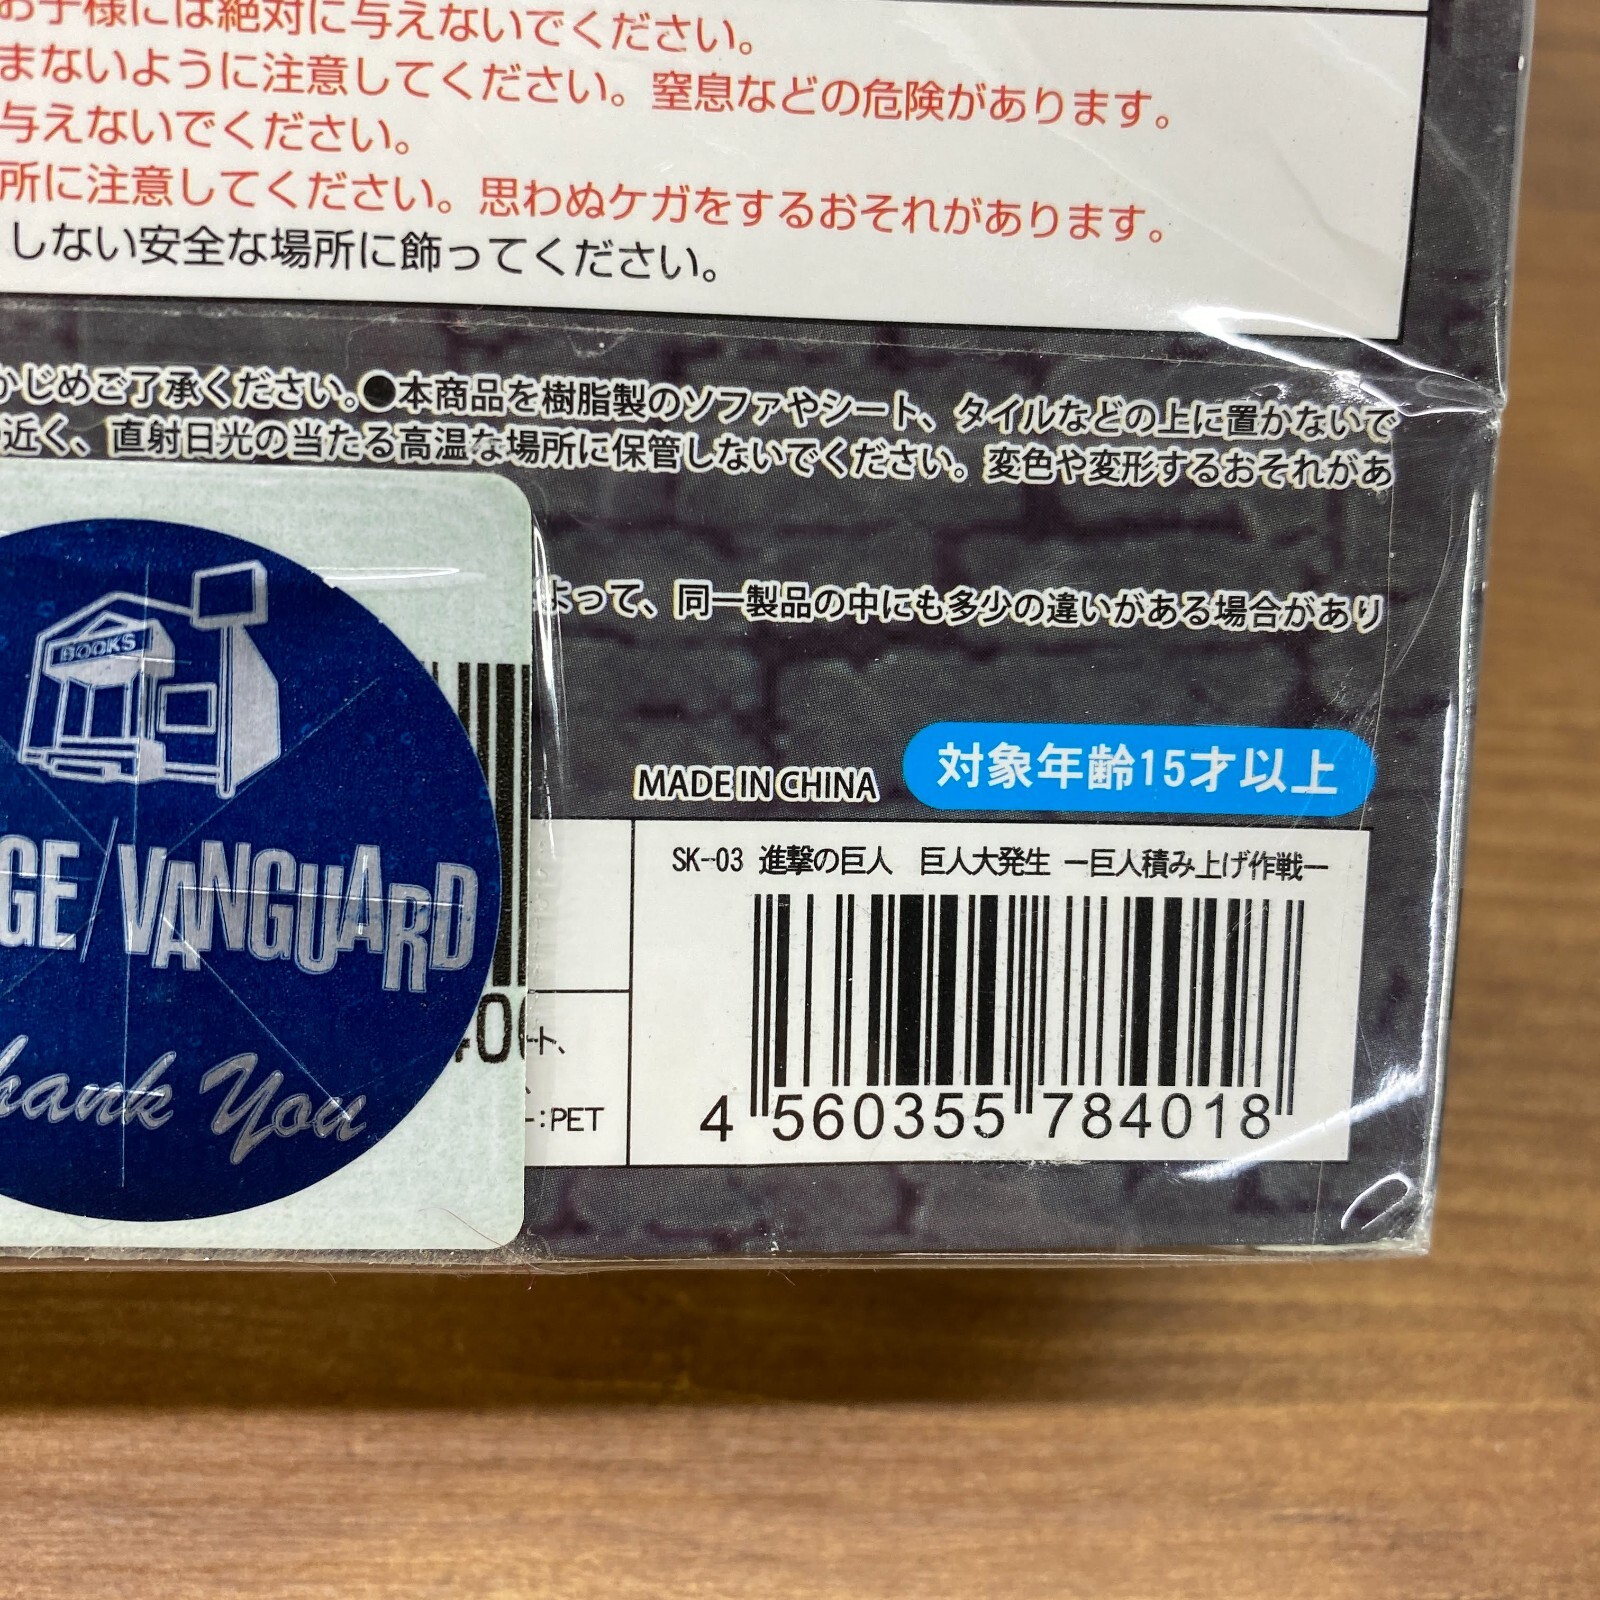 お子様には絶対に与えないでください。
まないように注意してください。窒息などの危険があります。
与えないでください。
所に注意してください。思わぬケガをするおそれがあります。
しない安全な場所に飾ってください。
かじめご了承ください。●本商品を樹脂製のソファやシート、タイルなどの上に置かないで
近く、直射日光の当たる高温な場所に保管しないでください。変色や変形するおそれがあ
よって、同一製品の中にも多少の違いがある場合があり
BOOKS
GE/VANGUARD
hank You
MADE IN CHINA
対象年齢15才以上
ート、
ー:PET
SK-03 進撃の巨人 巨人大発生 ー巨人積み上げ作戦ー
4 560355 784018